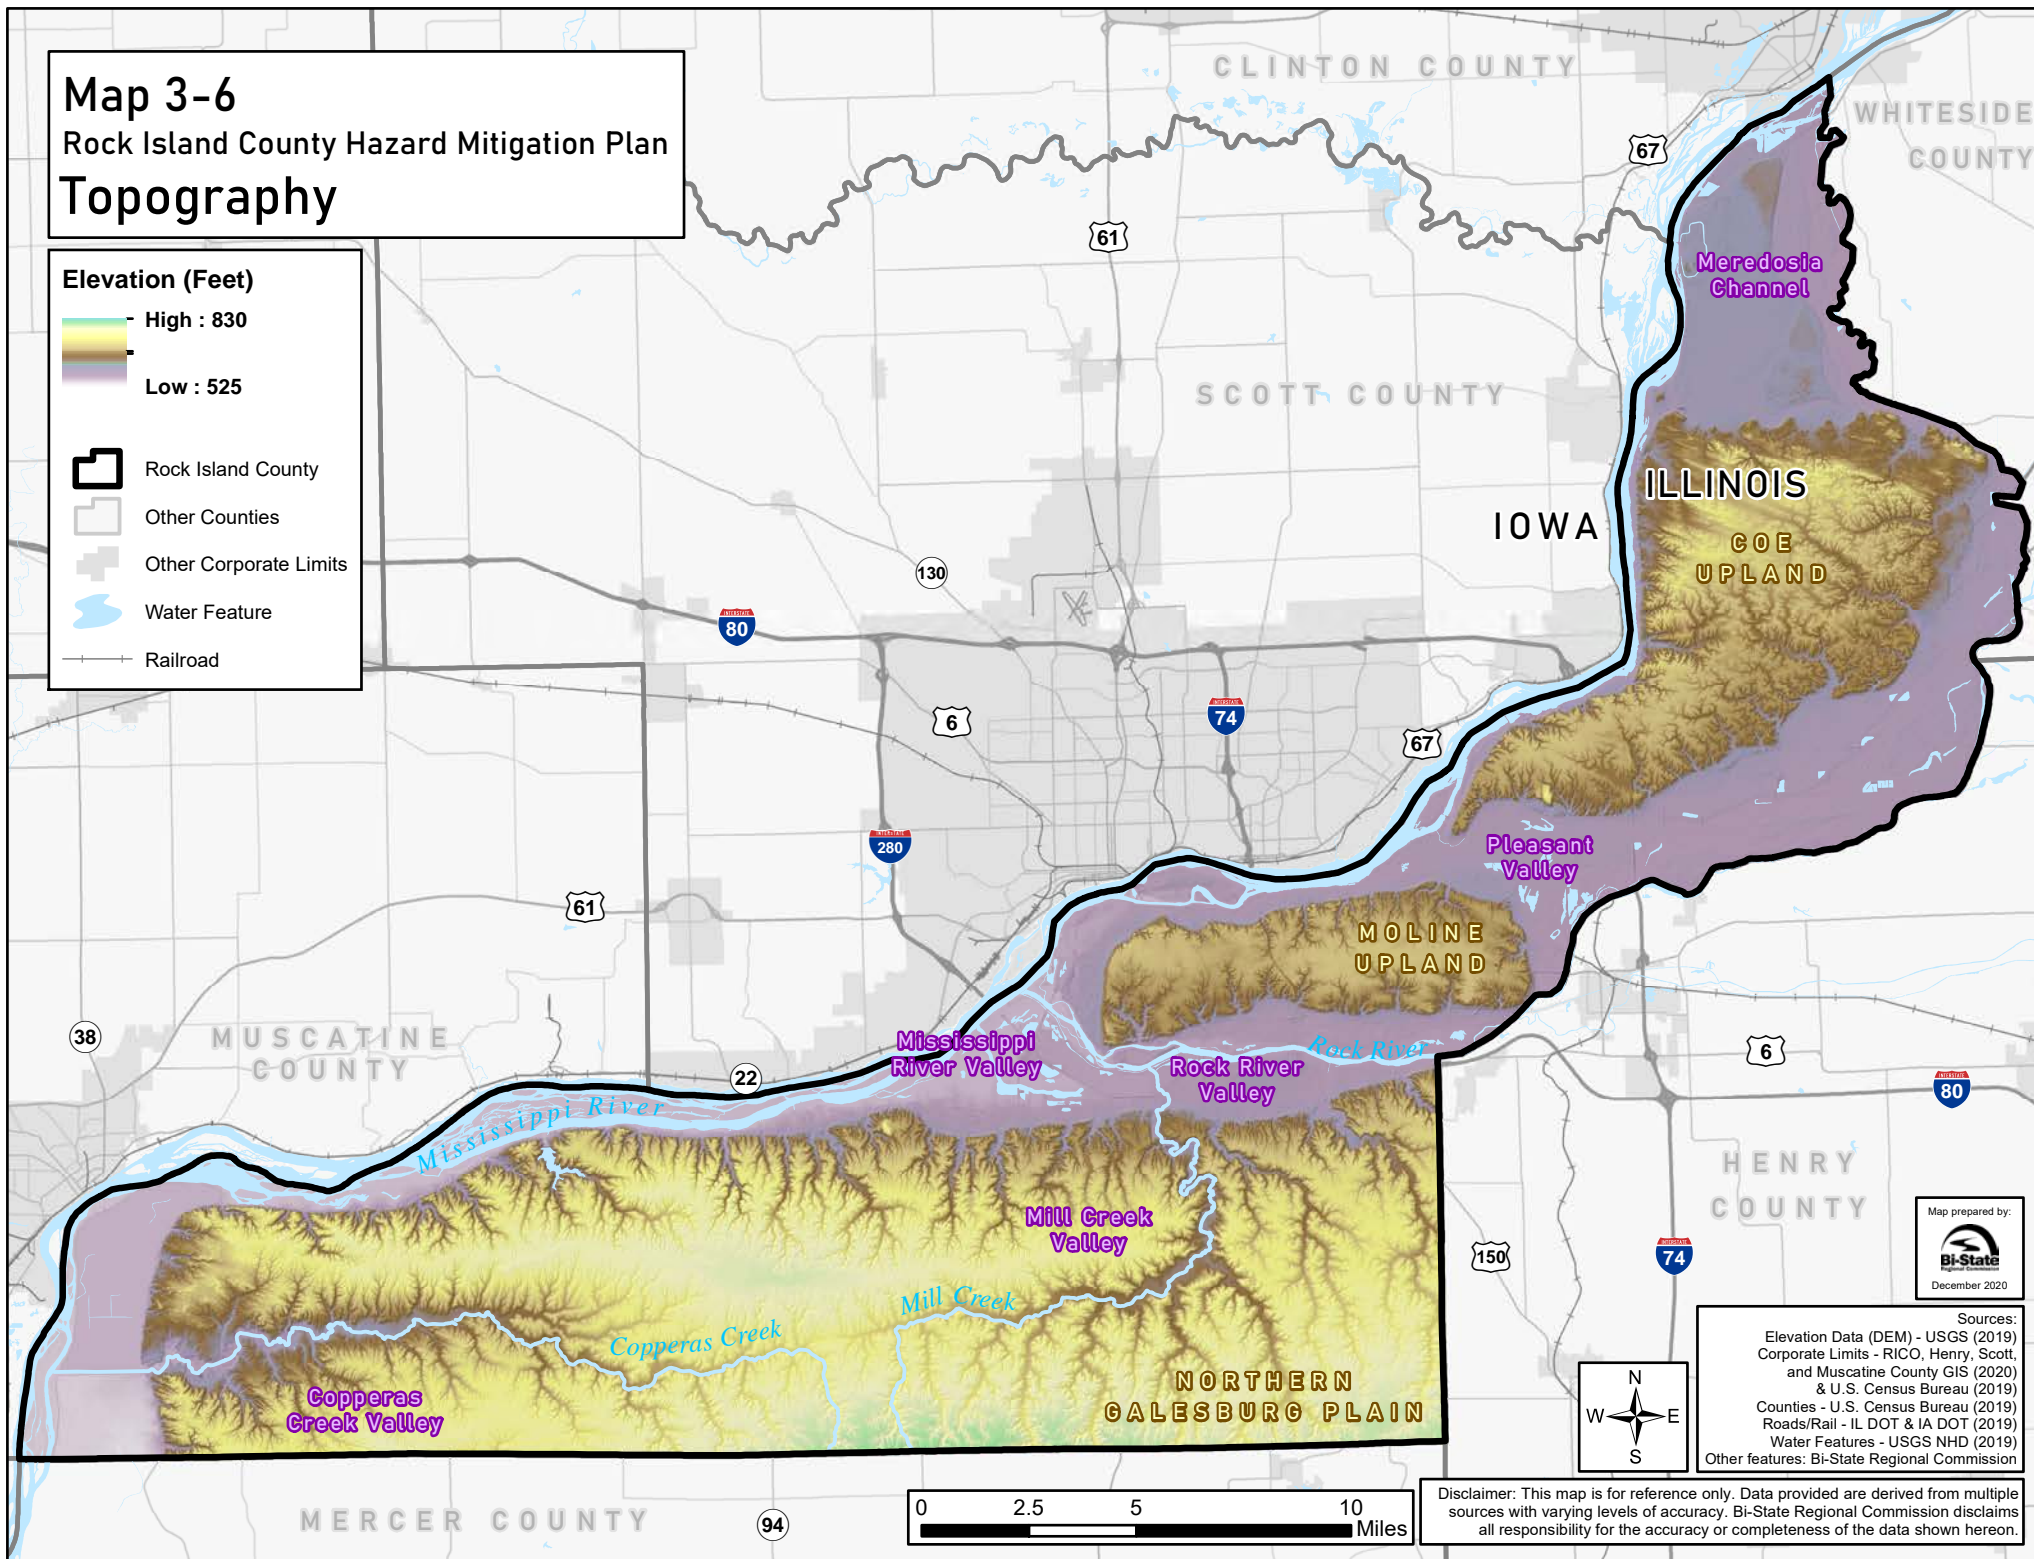 Map 3-6
Rock Island County Hazard Mitigation Plan
Topography
Elevation (Feet)
High : 830
Low : 525
Rock Island County
Other Counties
Other Corporate Limits
Water Feature
Railroad
CLINTON COUNTY
WHITESIDE
COUNTY
67
61
Meredosia
Channel
SCOTT COUNTY
ILLINOIS
IOWA
COE
UPLAND
130
INTERSTATE
80
6
INTERSTATE
74
67
INTERSTATE
280
Pleasant
Valley
61
MOLINE
UPLAND
38
MUSCATINE
COUNTY
22
Mississippi
River Valley
Rock River
Rock River
Valley
6
INTERSTATE
80
Mississippi River
HENRY
COUNTY
Mill Creek
Valley
150
INTERSTATE
74
Mill Creek
Copperas Creek
Copperas
Creek Valley
NORTHERN
GALESBURG PLAIN
MERCER COUNTY
94
Map prepared by:
Bi-State
Regional Commission
December 2020
N
W E
S
Sources:
Elevation Data (DEM) - USGS (2019)
Corporate Limits - RICO, Henry, Scott,
and Muscatine County GIS (2020)
& U.S. Census Bureau (2019)
Counties - U.S. Census Bureau (2019)
Roads/Rail - IL DOT & IA DOT (2019)
Water Features - USGS NHD (2019)
Other features: Bi-State Regional Commission
0 2.5 5 10
Miles
Disclaimer: This map is for reference only. Data provided are derived from multiple
sources with varying levels of accuracy. Bi-State Regional Commission disclaims
all responsibility for the accuracy or completeness of the data shown hereon.